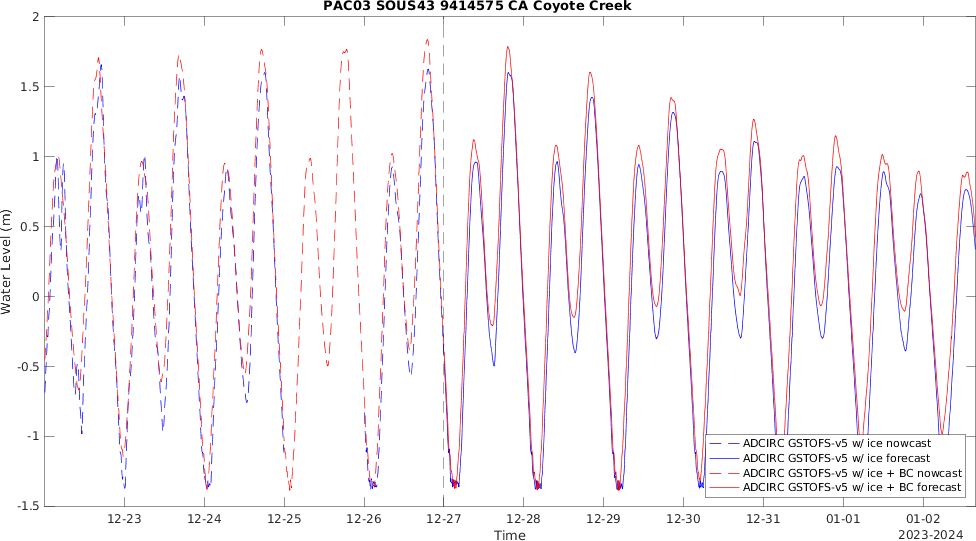 PAC03 SOUS43 9414575 CA Coyote Creek
2
1.5
1
0.5
0
-0.5
-1
-1.5
Water Level (m)
ADCIRC GSTOFS-v5 w/ ice nowcast
ADCIRC GSTOFS-v5 w/ ice forecast
ADCIRC GSTOFS-v5 w/ ice + BC nowcast
ADCIRC GSTOFS-v5 w/ ice + BC forecast
12-23 12-24 12-25 12-26 12-27 12-28 12-29 12-30 12-31 01-01 01-02
Time
2023-2024